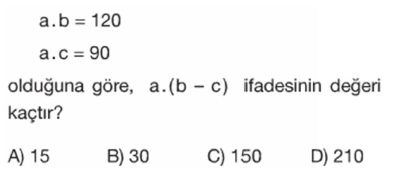 a.b = 120
a.c = 90
olduğuna göre, a.(b – c) ifadesinin değeri
kaçtır?
A) 15 B) 30 C) 150 D) 210